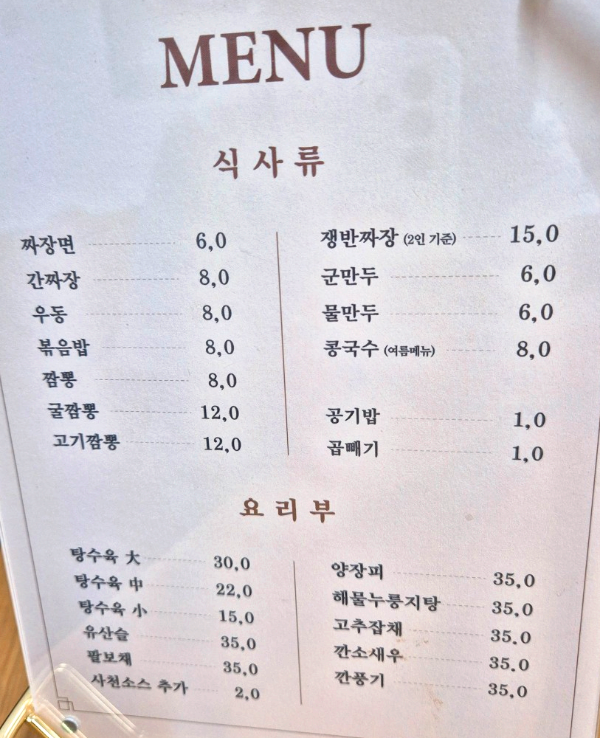 MENU
식사류
짜장면 6,0
간짜장 8,0
우동 8,0
볶음밥 8,0
짬뽕 8,0
굴짬뽕 12,0
고기짬뽕 12,0
쟁반짜장 (2인 기준) 15,0
군만두 6,0
물만두 6,0
콩국수 (여름메뉴) 8,0
공기밥 1,0
곱빼기 1,0
요리부
탕수육 大 30,0
탕수육 中 22,0
탕수육 小 15,0
유산슬 35,0
팔보채 35,0
사천소스 추가 2,0
양장피 35,0
해물누룽지탕 35,0
고추잡채 35,0
깐소새우 35,0
깐풍기 35,0